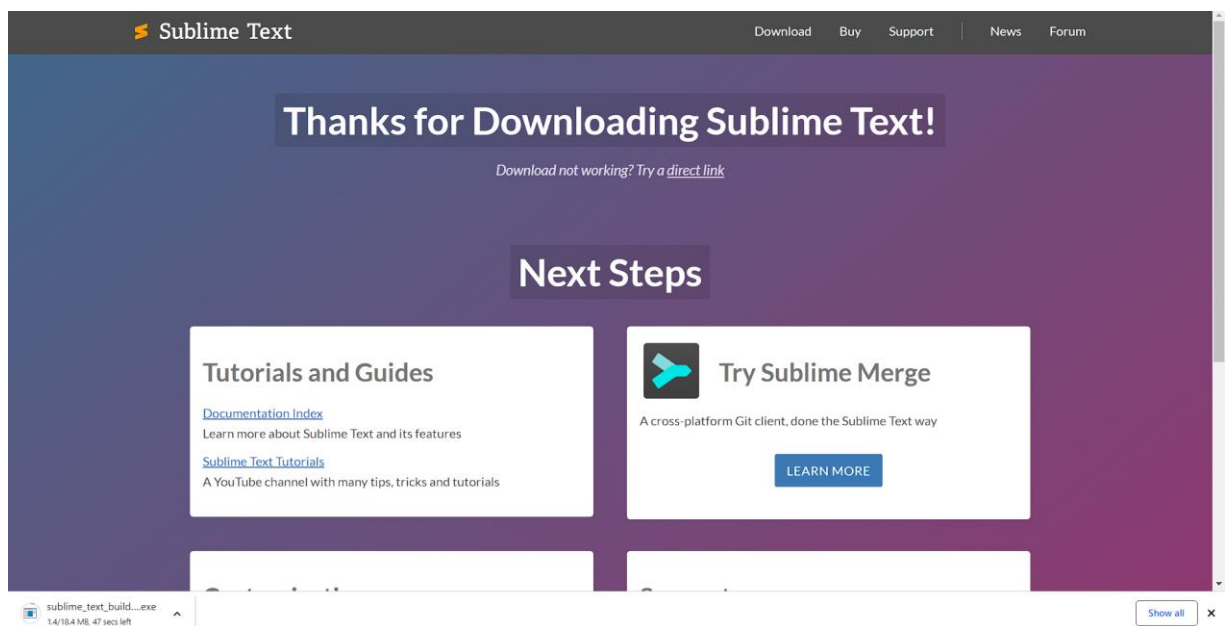 Sublime Text
Download Buy Support News Forum
Thanks for Downloading Sublime Text!
Download not working? Try a direct link
Next Steps
Tutorials and Guides
Documentation Index
Learn more about Sublime Text and its features
Sublime Text Tutorials
A YouTube channel with many tips, tricks and tutorials
Try Sublime Merge
A cross-platform Git client, done the Sublime Text way
LEARN MORE
sublime_text_build....exe
1.4/18.4 MB, 47 secs left
Show all